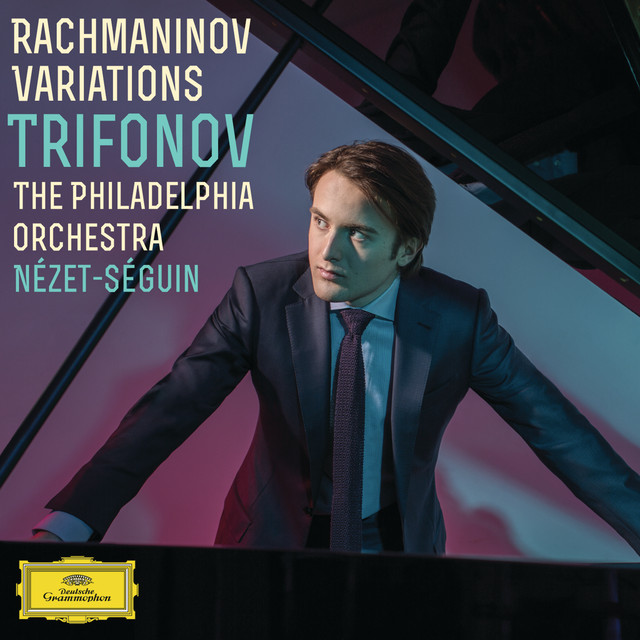 RACHMANINOV
VARIATIONS
TRIFONOV
THE PHILADELPHIA
ORCHESTRA
NÉZET-SÉGUIN
Deutsche
Grammophon